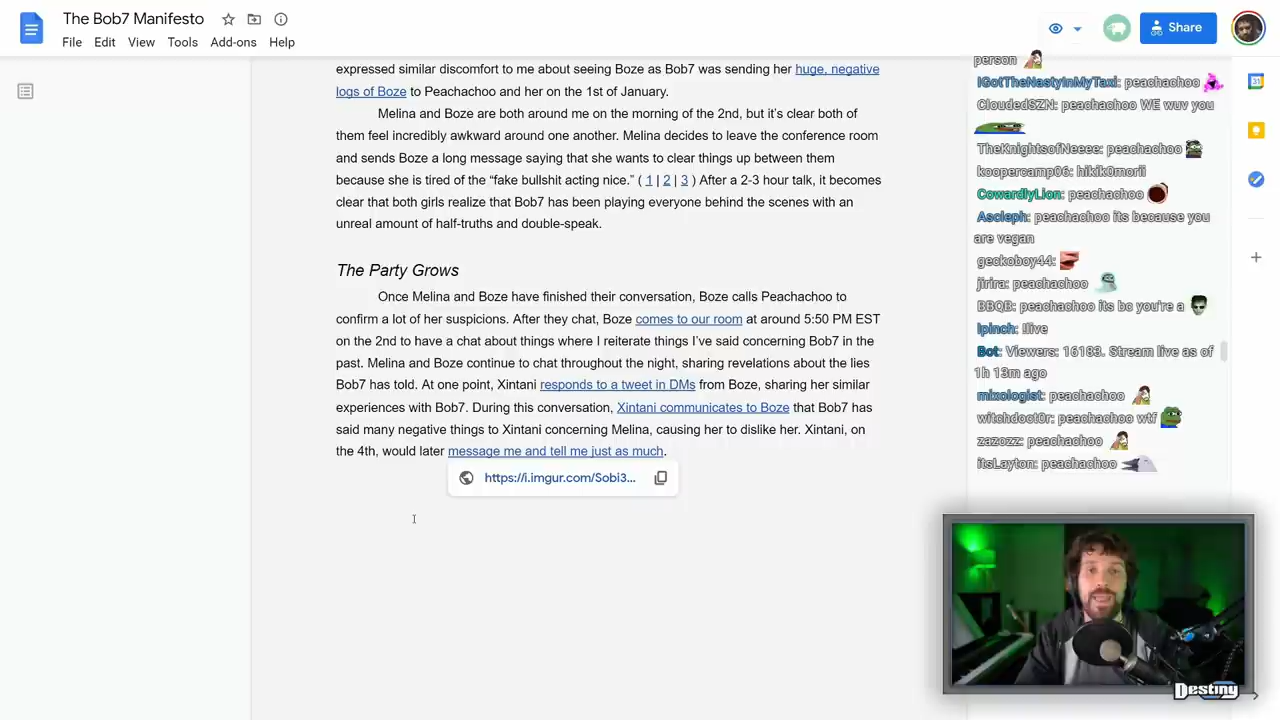 The Bob7 Manifesto
File Edit View Tools Add-ons Help
Share
expressed similar discomfort to me about seeing Boze as Bob7 was sending her huge, negative
logs of Boze to Peachachoo and her on the 1st of January.
Melina and Boze are both around me on the morning of the 2nd, but it's clear both of
them feel incredibly awkward around one another. Melina decides to leave the conference room
and sends Boze a long message saying that she wants to clear things up between them
because she is tired of the “fake bullshit acting nice.” ( 1 | 2 | 3 ) After a 2-3 hour talk, it becomes
clear that both girls realize that Bob7 has been playing everyone behind the scenes with an
unreal amount of half-truths and double-speak.
The Party Grows
Once Melina and Boze have finished their conversation, Boze calls Peachachoo to
confirm a lot of her suspicions. After they chat, Boze comes to our room at around 5:50 PM EST
on the 2nd to have a chat about things where I reiterate things I've said concerning Bob7 in the
past. Melina and Boze continue to chat throughout the night, sharing revelations about the lies
Bob7 has told. At one point, Xintani responds to a tweet in DMs from Boze, sharing her similar
experiences with Bob7. During this conversation, Xintani communicates to Boze that Bob7 has
said many negative things to Xintani concerning Melina, causing her to dislike her. Xintani, on
the 4th, would later message me and tell me just as much.
https://i.imgur.com/Sobi3...
person
IGotTheNastyInMyTaxi: peachachoo
CloudedSZN: peachachoo WE wuv you
TheKnightsofNeeee: peachachoo
koopercamp06: hikik0morii
CowardlyLion: peachachoo
Ascleph: peachachoo its because you
are vegan
geckoboy44:
jirira: peachachoo
BBQB: peachachoo its bc you're a
lpinch: !live
Bot: Viewers: 16183. Stream live as of
1h 13m ago
mixologist: peachachoo
witchdoct0r: peachachoo wtf
zazozz: peachachoo
itsLayton: peachachoo
31
Destiny